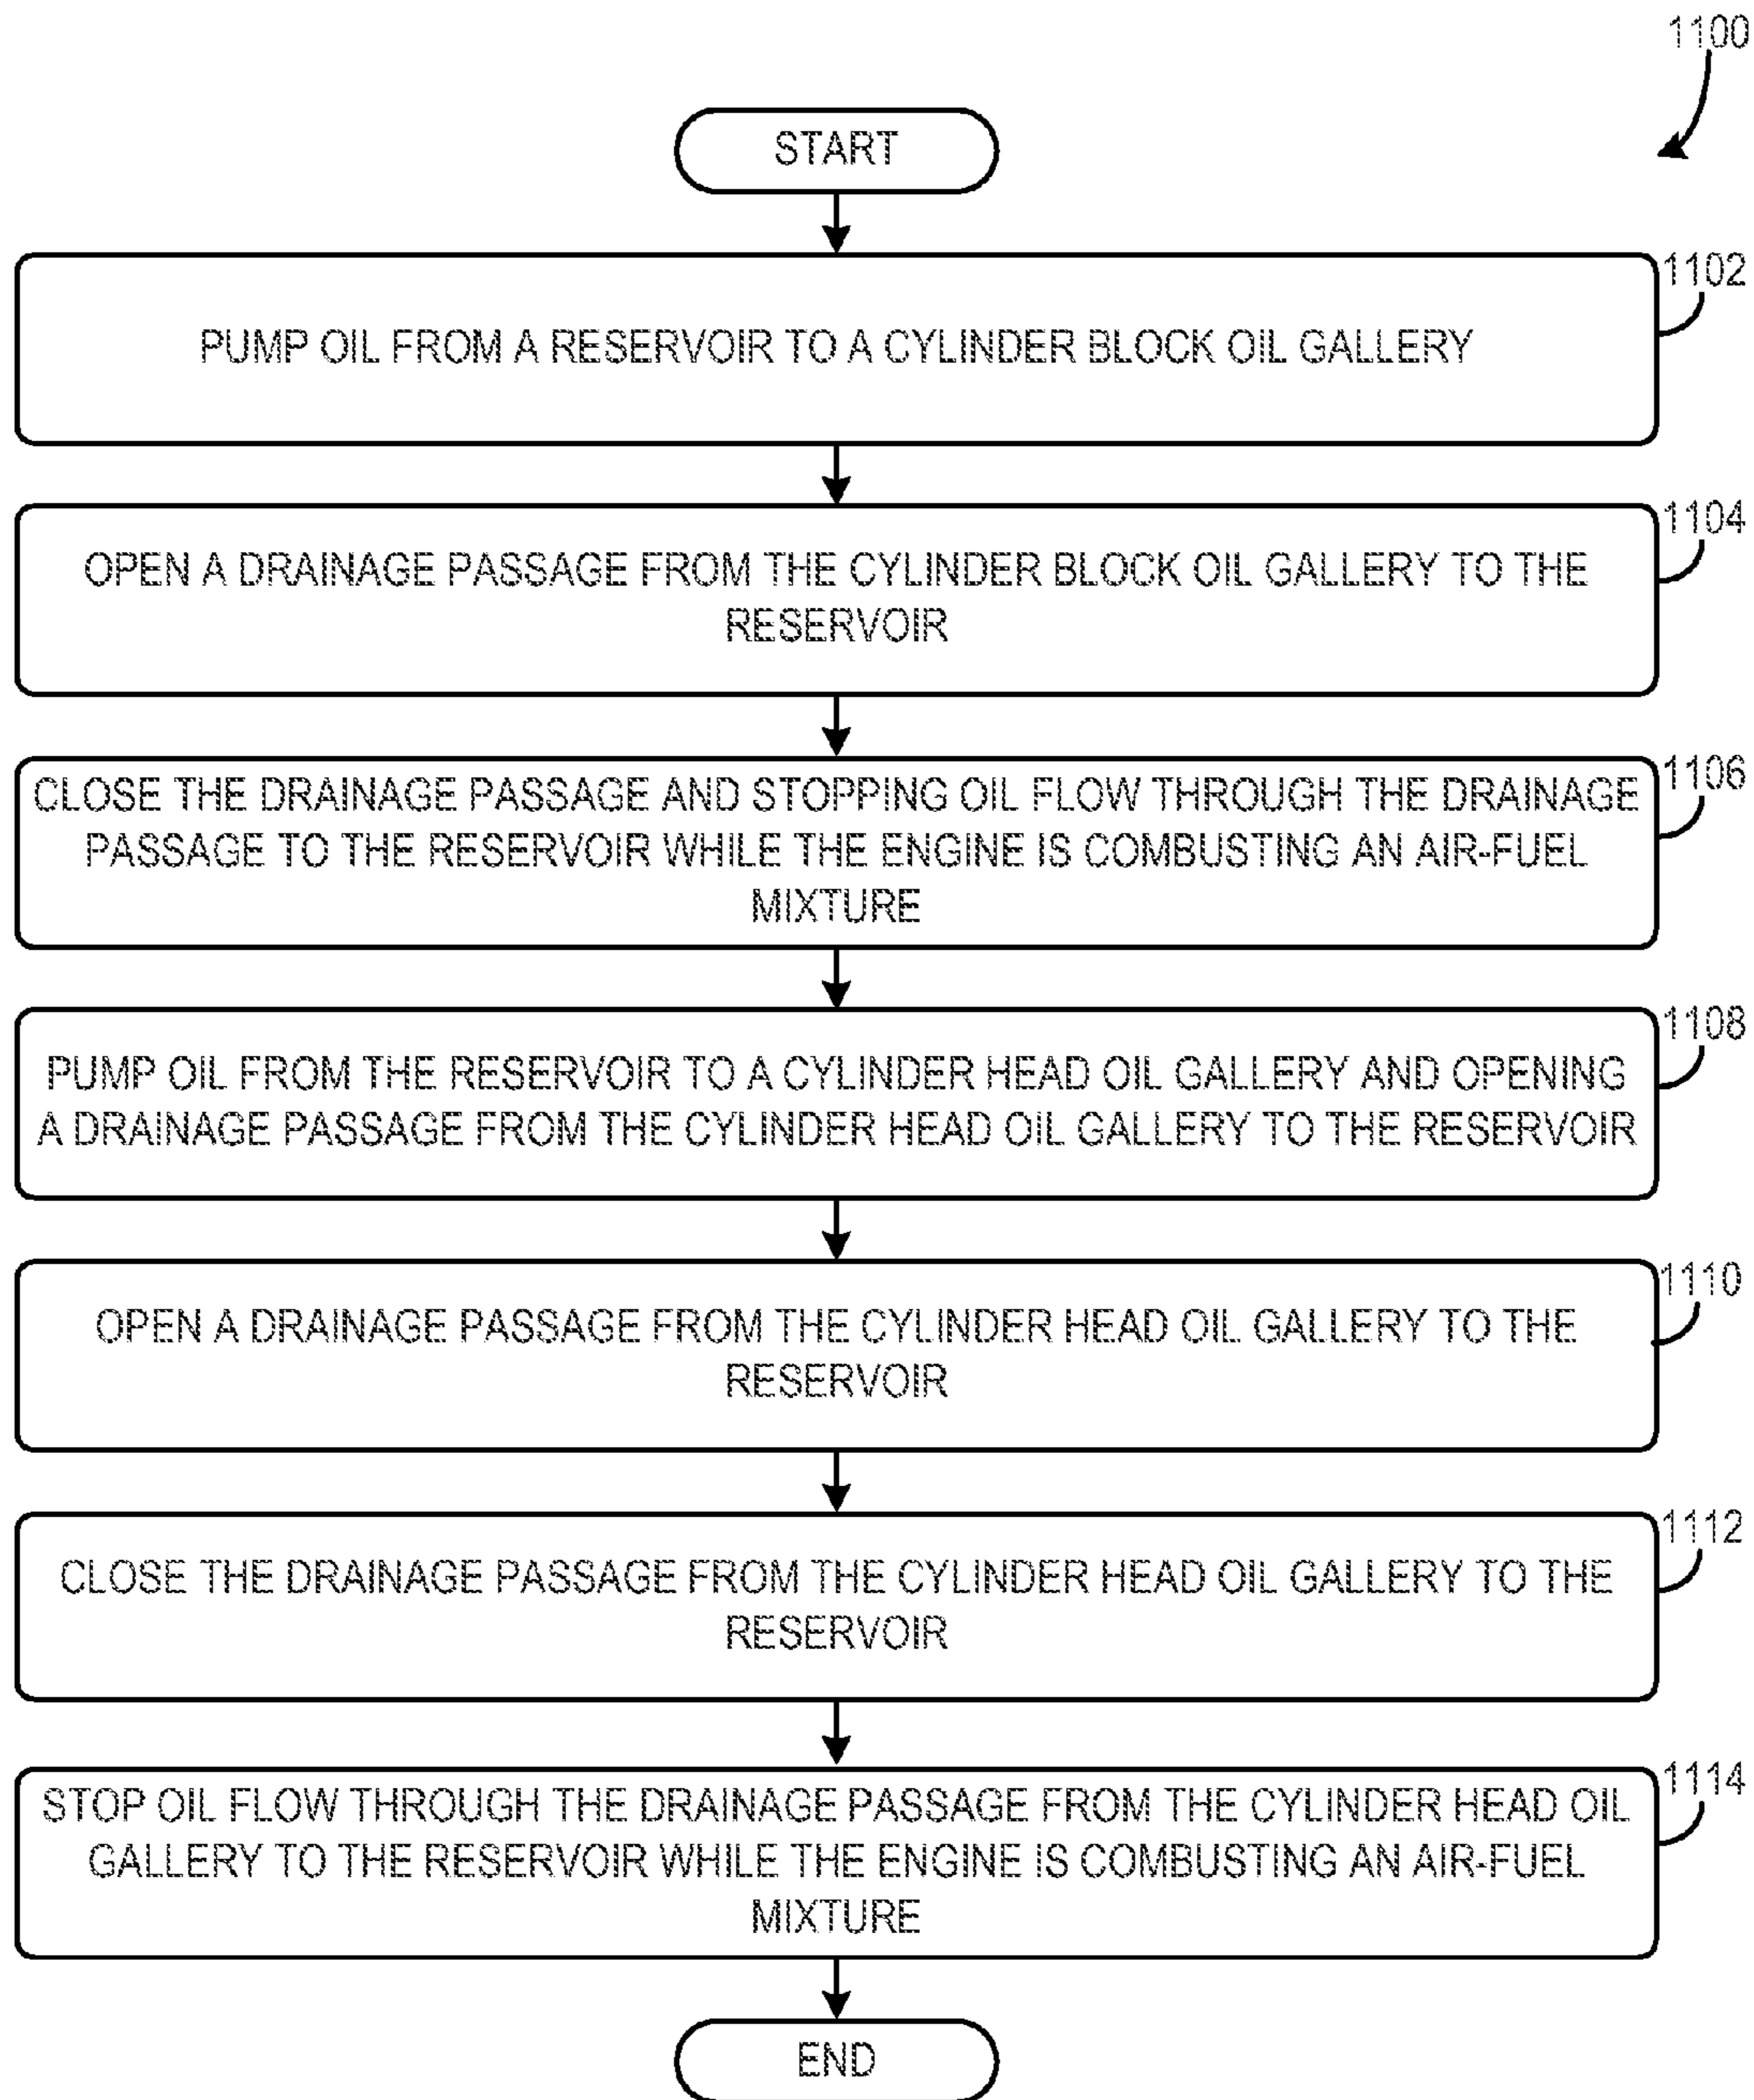 1100
START
1102
PUMP OIL FROM A RESERVOIR TO A CYLINDER BLOCK OIL GALLERY
1104
OPEN A DRAINAGE PASSAGE FROM THE CYLINDER BLOCK OIL GALLERY TO THE
RESERVOIR
1106
CLOSE THE DRAINAGE PASSAGE AND STOPPING OIL FLOW THROUGH THE DRAINAGE
PASSAGE TO THE RESERVOIR WHILE THE ENGINE IS COMBUSTING AN AIR-FUEL
MIXTURE
1108
PUMP OIL FROM THE RESERVOIR TO A CYLINDER HEAD OIL GALLERY AND OPENING
A DRAINAGE PASSAGE FROM THE CYLINDER HEAD OIL GALLERY TO THE RESERVOIR
1110
OPEN A DRAINAGE PASSAGE FROM THE CYLINDER HEAD OIL GALLERY TO THE
RESERVOIR
1112
CLOSE THE DRAINAGE PASSAGE FROM THE CYLINDER HEAD OIL GALLERY TO THE
RESERVOIR
1114
STOP OIL FLOW THROUGH THE DRAINAGE PASSAGE FROM THE CYLINDER HEAD OIL
GALLERY TO THE RESERVOIR WHILE THE ENGINE IS COMBUSTING AN AIR-FUEL
MIXTURE
END